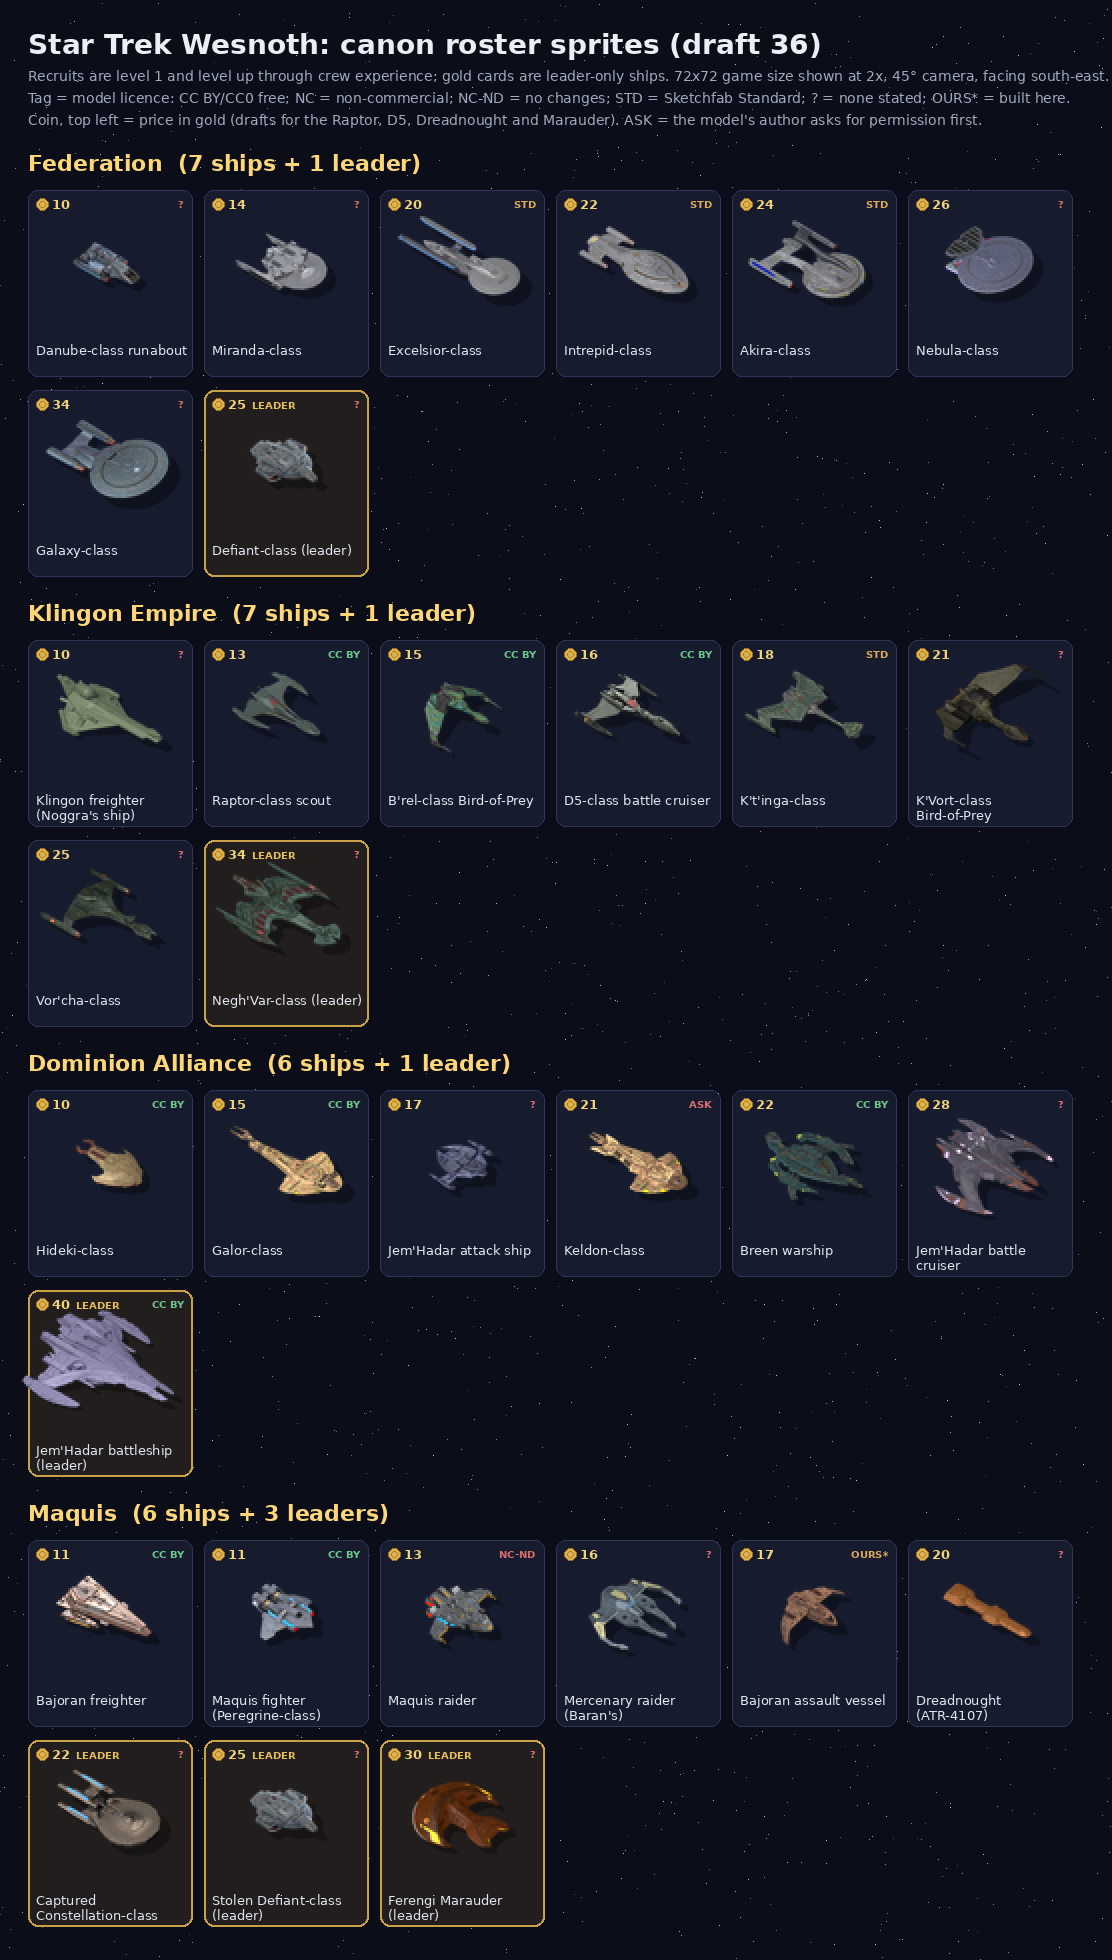 Star Trek Wesnoth: canon roster sprites (draft 36)
Recruits are level 1 and level up through crew experience; gold cards are leader-only ships. 72x72 game size shown at 2x, 45° camera, facing south-east.
Tag = model licence: CC BY/CC0 free; NC = non-commercial; NC-ND = no changes; STD = Sketchfab Standard; ? = none stated; OURS* = built here.
Coin, top left = price in gold (drafts for the Raptor, D5, Dreadnought and Marauder). ASK = the model's author asks for permission first.
Federation (7 ships + 1 leader)
10 ?
Danube-class runabout
14 ?
Miranda-class
20 STD
Excelsior-class
22 STD
Intrepid-class
24 STD
Akira-class
26 ?
Nebula-class
34 ?
Galaxy-class
25 LEADER ?
Defiant-class (leader)
Klingon Empire (7 ships + 1 leader)
10 ?
Klingon freighter
(Noggra's ship)
13 CC BY
Raptor-class scout
15 CC BY
B'rel-class Bird-of-Prey
16 CC BY
D5-class battle cruiser
18 STD
K't'inga-class
21 ?
K'Vort-class
Bird-of-Prey
25 ?
Vor'cha-class
34 LEADER ?
Negh'Var-class (leader)
Dominion Alliance (6 ships + 1 leader)
10 CC BY
Hideki-class
15 CC BY
Galor-class
17 ?
Jem'Hadar attack ship
21 ASK
Keldon-class
22 CC BY
Breen warship
28 ?
Jem'Hadar battle
cruiser
40 LEADER CC BY
Jem'Hadar battleship
(leader)
Maquis (6 ships + 3 leaders)
11 CC BY
Bajoran freighter
11 CC BY
Maquis fighter
(Peregrine-class)
13 NC-ND
Maquis raider
16 ?
Mercenary raider
(Baran's)
17 OURS*
Bajoran assault vessel
20 ?
Dreadnought
(ATR-4107)
22 LEADER ?
Captured
Constellation-class
25 LEADER ?
Stolen Defiant-class
(leader)
30 LEADER ?
Ferengi Marauder
(leader)